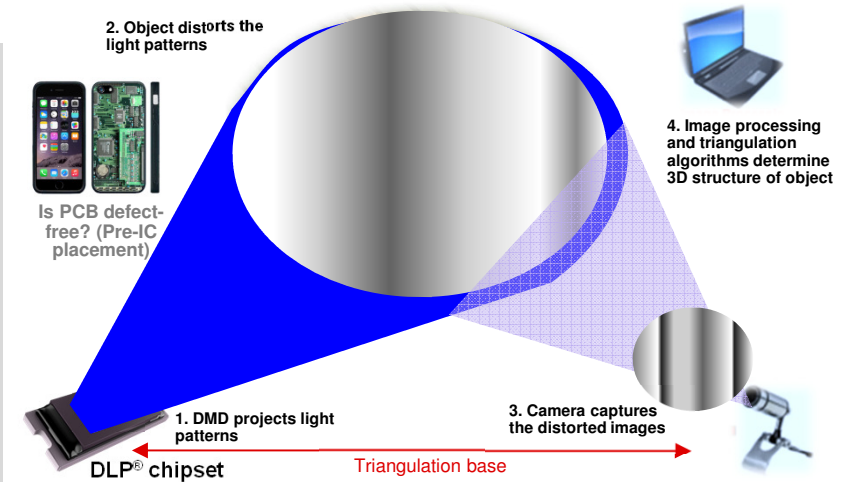 2. Object distorts the
light patterns
4. Image processing
and triangulation
algorithms determine
3D structure of object
Is PCB defect-
free? (Pre-IC
placement)
1. DMD projects light
patterns
3. Camera captures
the distorted images
DLP® chipset
Triangulation base